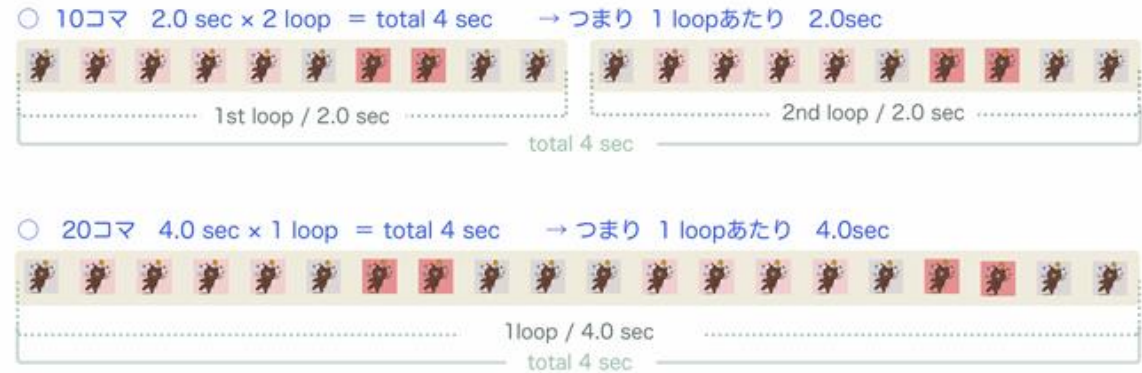 ○ 10コマ 2.0 sec × 2 loop = total 4 sec → つまり 1 loopあたり 2.0sec
1st loop / 2.0 sec
2nd loop / 2.0 sec
total 4 sec
○ 20コマ 4.0 sec × 1 loop = total 4 sec → つまり 1 loopあたり 4.0sec
1loop / 4.0 sec
total 4 sec